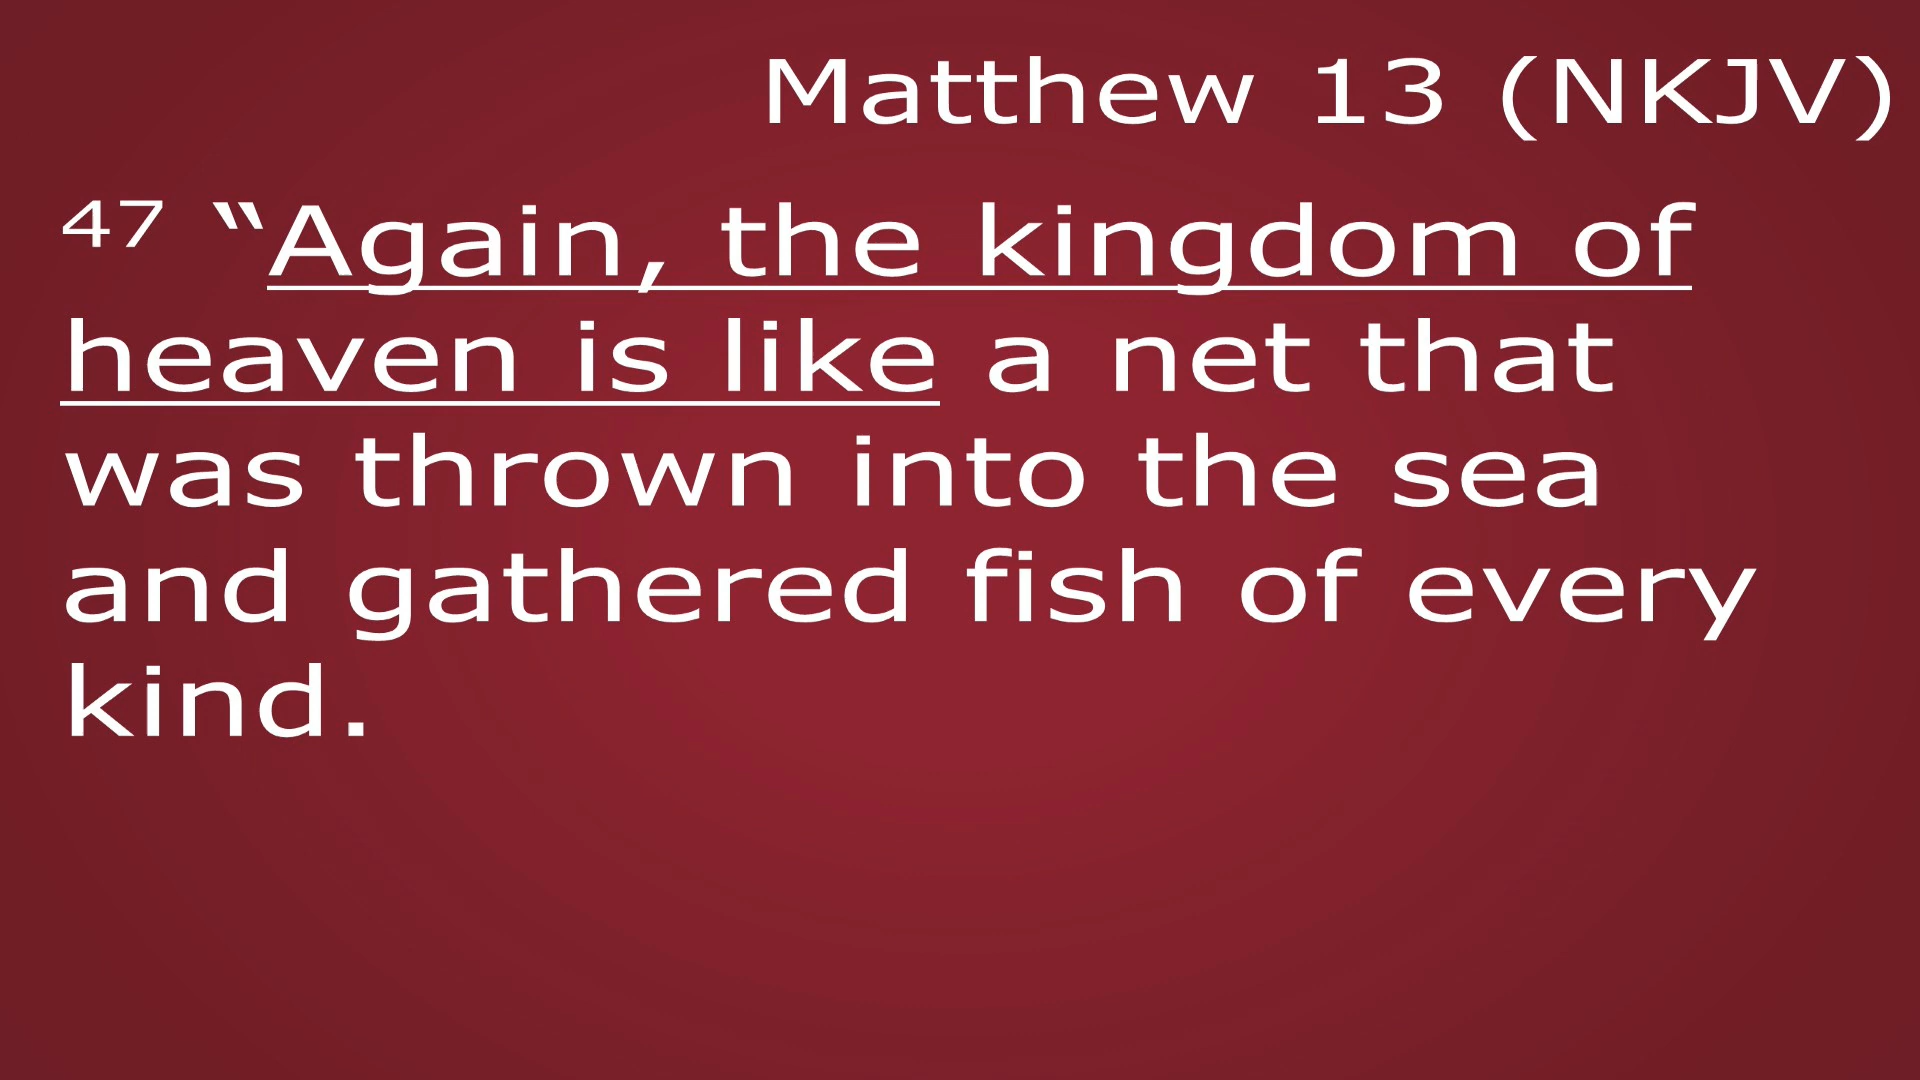 Matthew 13 (NKJV)
47 “Again, the kingdom of
heaven is like a net that
was thrown into the sea
and gathered fish of every
kind.